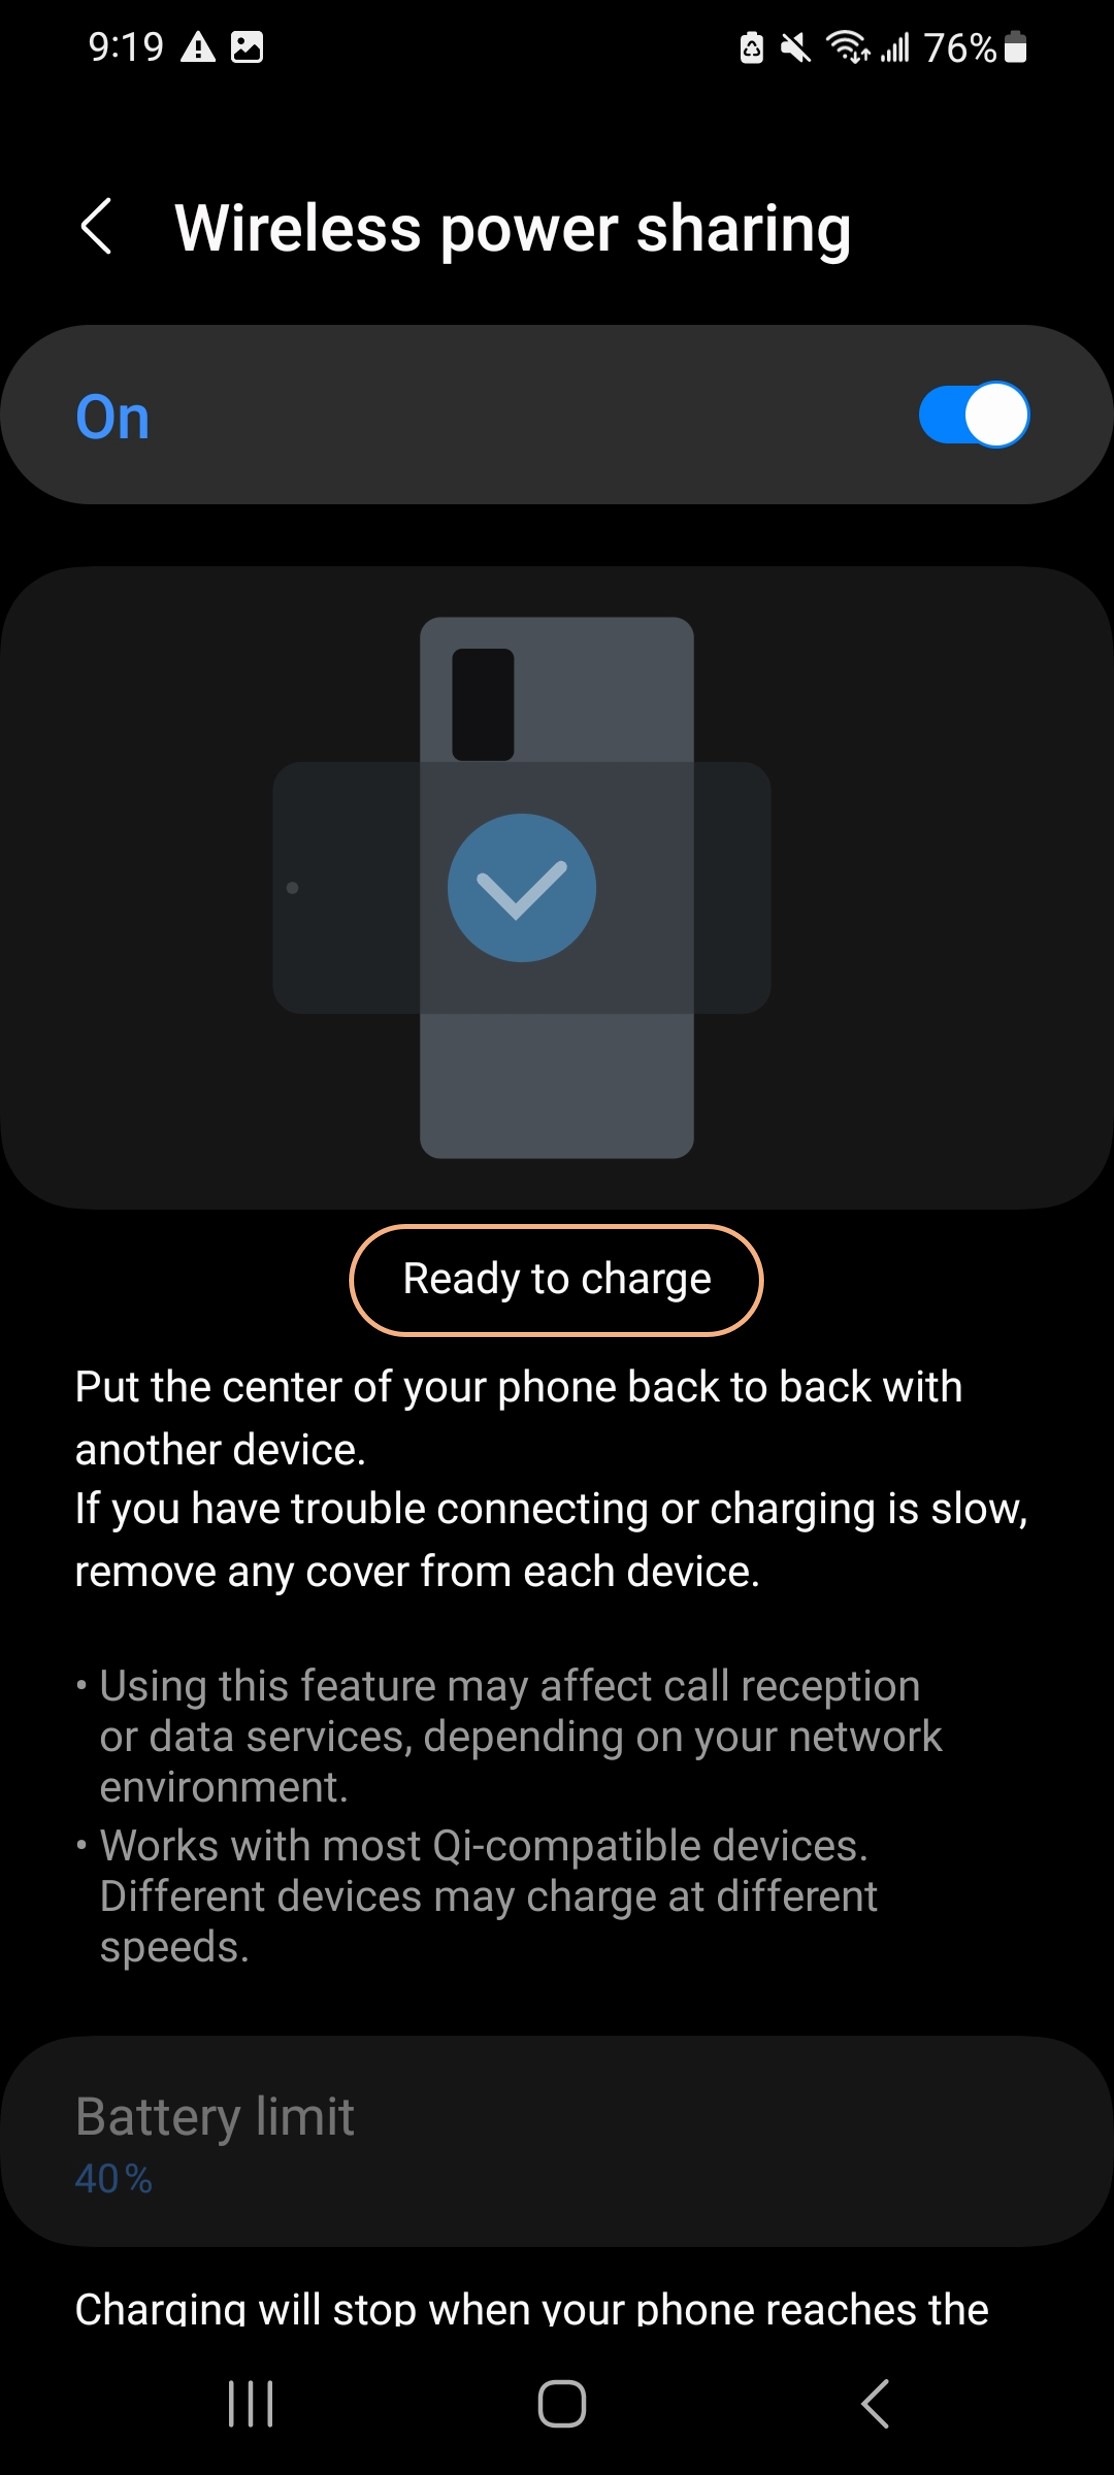 9:19
76%
Wireless power sharing
On
Ready to charge
Put the center of your phone back to back with
another device.
If you have trouble connecting or charging is slow,
remove any cover from each device.
• Using this feature may affect call reception
or data services, depending on your network
environment.
• Works with most Qi-compatible devices.
Different devices may charge at different
speeds.
Battery limit
40%
Charging will stop when your phone reaches the